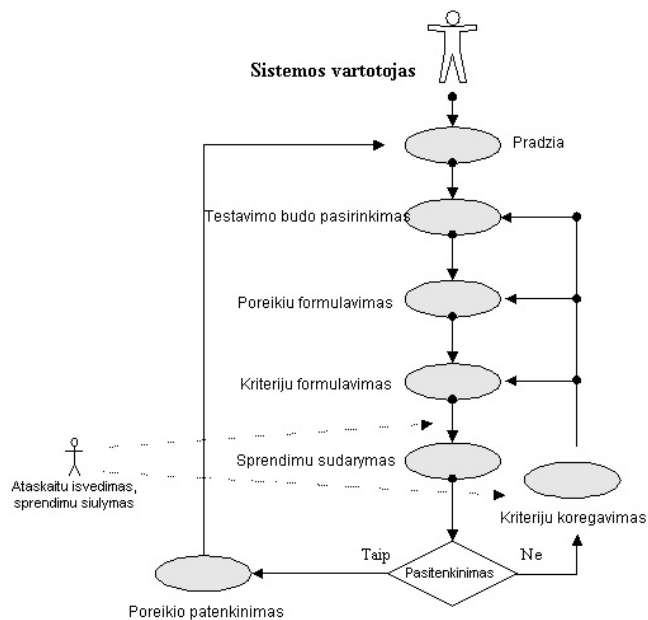 Sistemos vartotojas
Pradzia
Testavimo budo pasirinkimas
Poreikiu formulavimas
Kriteriju formulavimas
Sprendimu sudarymas
Ataskaitu isvedimas,
sprendimu siulymas
Kriteriju koregavimas
Taip
Ne
Pasitenkinimas
Poreikio patenkinimas